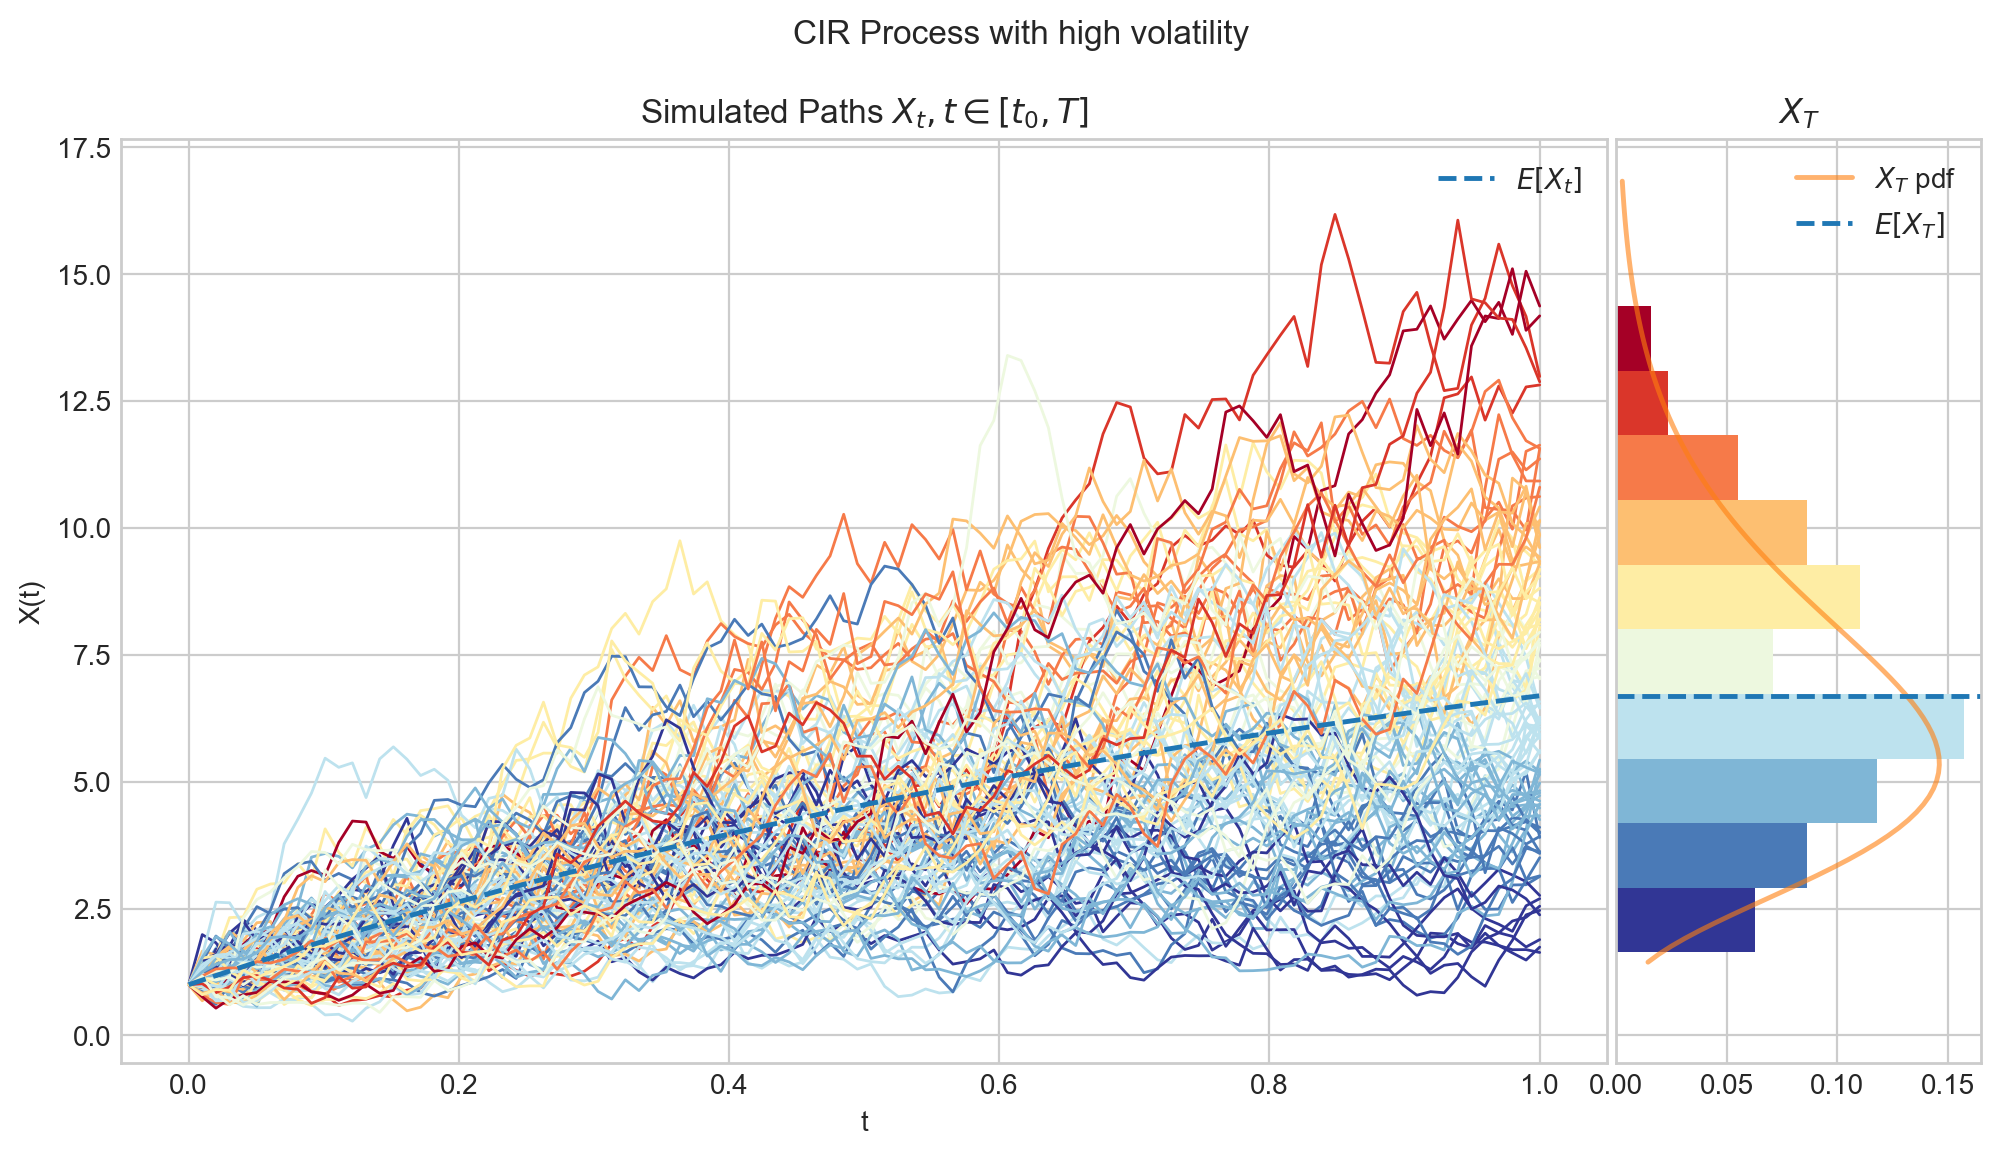 CIR Process with high volatility
Simulated Paths $X_t, t \in [t_0, T]$
$X_T$
17.5
15.0
12.5
10.0
7.5
5.0
2.5
0.0
X(t)
$E[X_t]$
$X_T$ pdf
$E[X_T]$
0.0 0.2 0.4 0.6 0.8 1.0 0.00 0.05 0.10 0.15
t